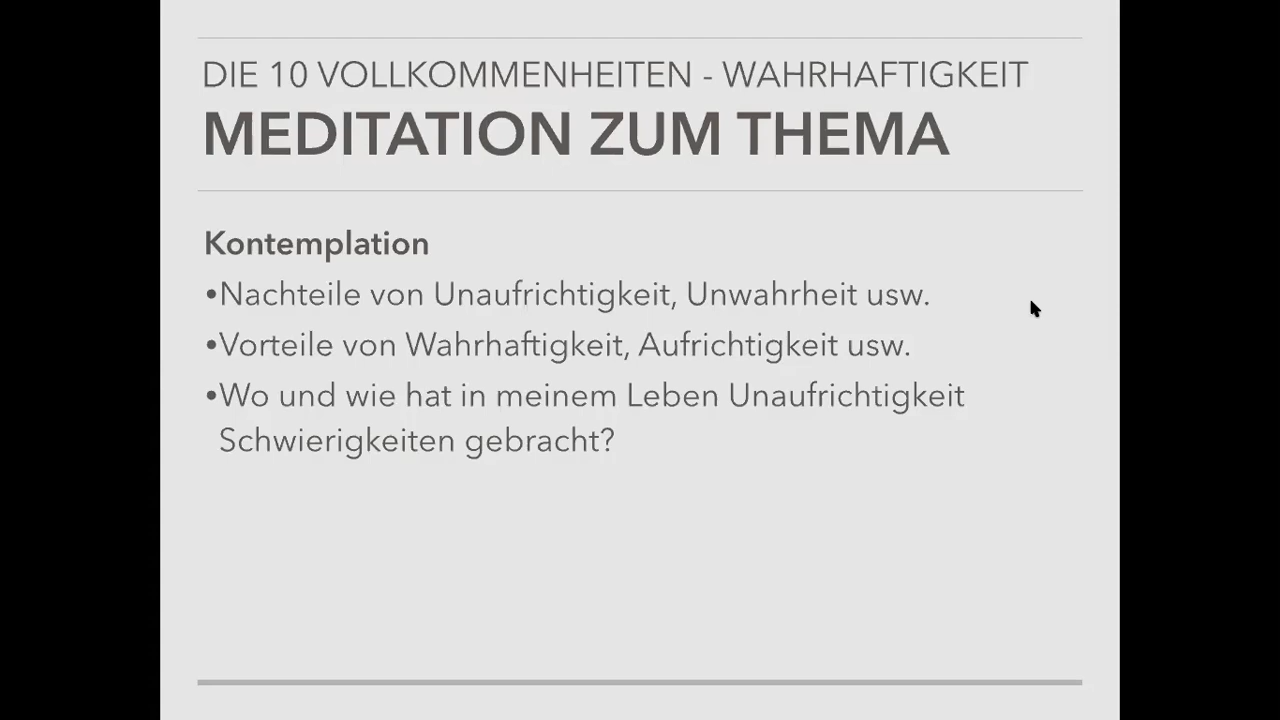 DIE 10 VOLLKOMMENHEITEN - WAHRHAFTIGKEIT
MEDITATION ZUM THEMA
Kontemplation
•Nachteile von Unaufrichtigkeit, Unwahrheit usw.
•Vorteile von Wahrhaftigkeit, Aufrichtigkeit usw.
•Wo und wie hat in meinem Leben Unaufrichtigkeit
Schwierigkeiten gebracht?